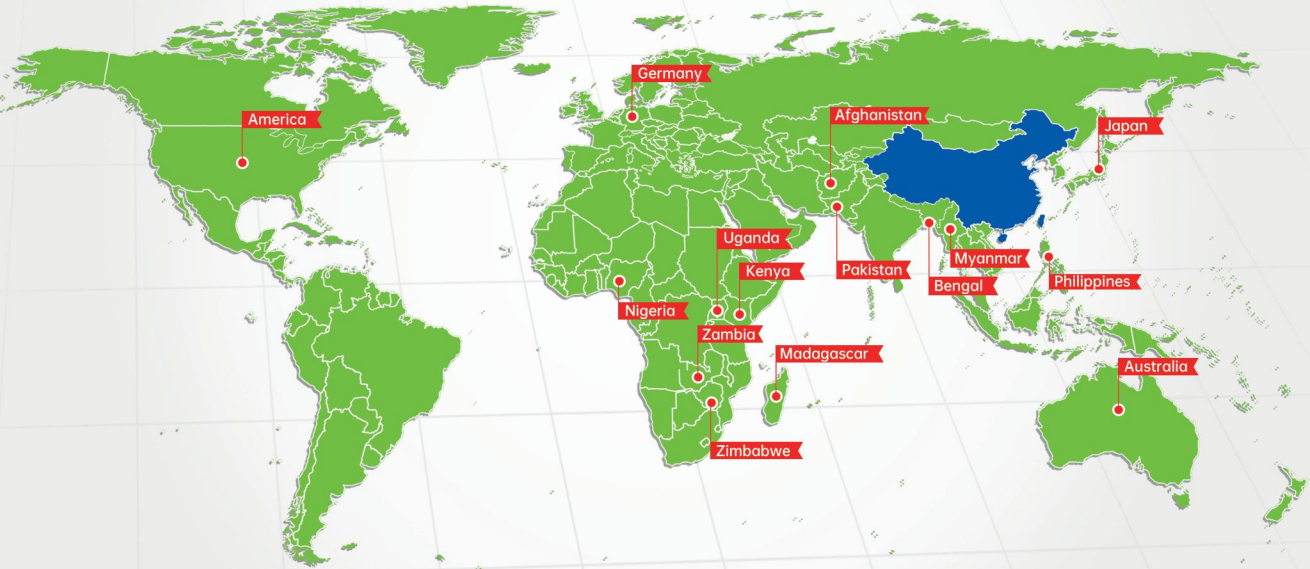 Germany
America
Afghanistan
Japan
Uganda
Myanmar
Kenya
Pakistan
Philippines
Bengal
Nigeria
Zambia
Madagascar
Australia
Zimbabwe